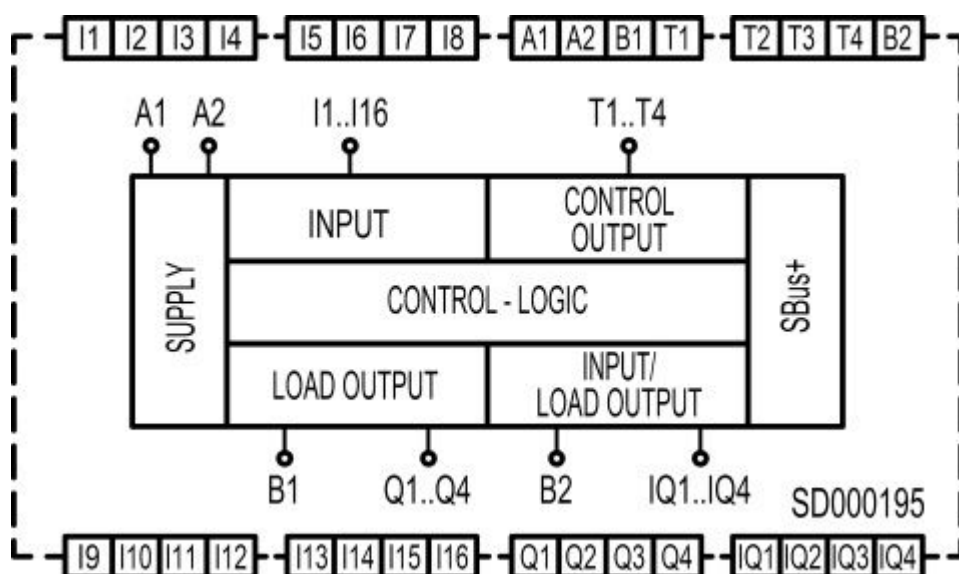 I1 I2 I3 I4 I5 I6 I7 I8 A1 A2 B1 T1 T2 T3 T4 B2
A1 A2 I1..I16 T1..T4
SUPPLY
INPUT
CONTROL
OUTPUT
CONTROL - LOGIC
LOAD OUTPUT
INPUT/
LOAD OUTPUT
SBus+
B1 Q1..Q4 B2 IQ1..IQ4
SD000195
I9 I10 I11 I12 I13 I14 I15 I16 Q1 Q2 Q3 Q4 IQ1 IQ2 IQ3 IQ4